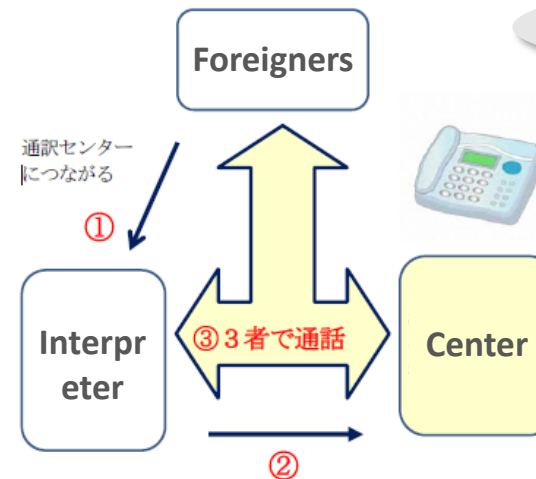 Foreigners
通訳センター
につながる
①
Interpr
eter
③３者で通話
Center
②